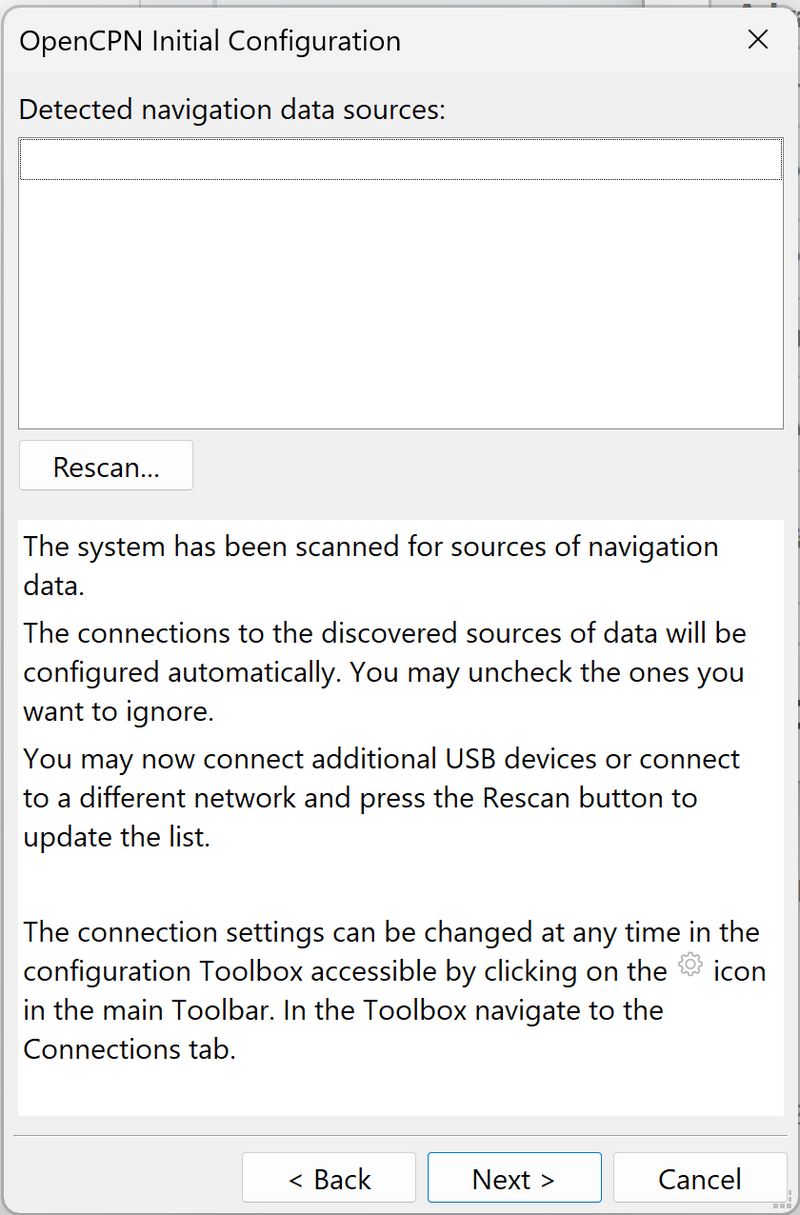 OpenCPN Initial Configuration
Detected navigation data sources:
Rescan...
The system has been scanned for sources of navigation
data.
The connections to the discovered sources of data will be
configured automatically. You may uncheck the ones you
want to ignore.
You may now connect additional USB devices or connect
to a different network and press the Rescan button to
update the list.
The connection settings can be changed at any time in the
configuration Toolbox accessible by clicking on the icon
in the main Toolbar. In the Toolbox navigate to the
Connections tab.
< Back Next > Cancel